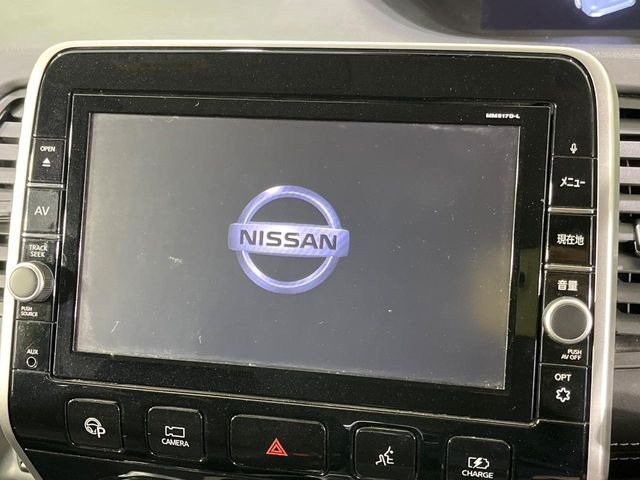 MM517D-L
OPEN
AV
TRACK
SEEK
PUSH
SOURCE
AUX
NISSAN
メニュー
現在地
音量
PUSH
AV OFF
OPT
P
CAMERA
CHARGE